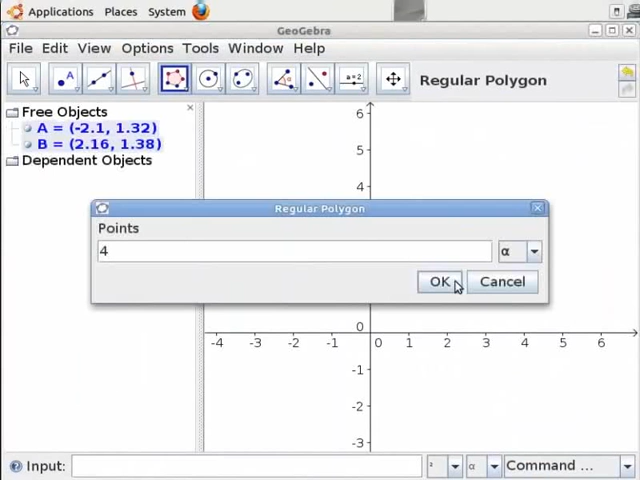 Applications Places System
GeoGebra
File Edit View Options Tools Window Help
A
a=2
Regular Polygon
Free Objects
A = (-2.1, 1.32)
B = (2.16, 1.38)
Dependent Objects
6
5
4
Regular Polygon
Points
4
α
OK Cancel
0
-4 -3 -2 -1 0 1 2 3 4 5 6
-1
-2
-3
Input: ² α Command ...